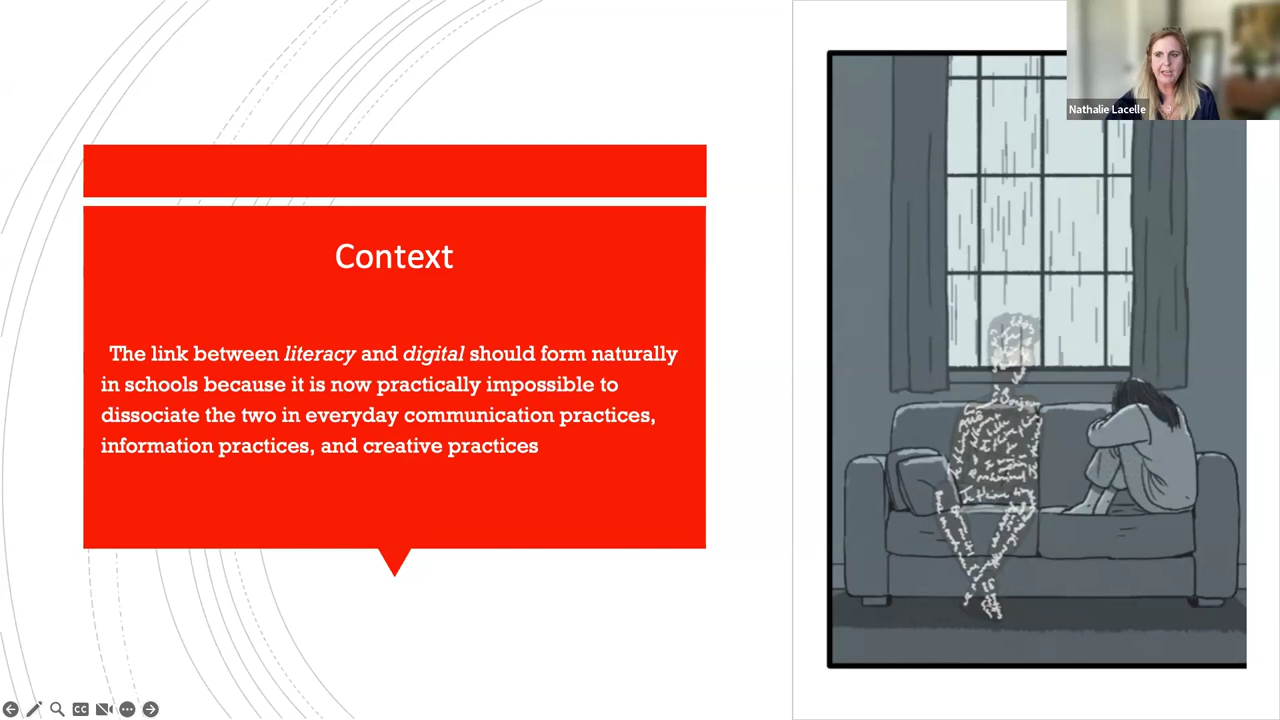 Nathalie Lacelle
Context
The link between literacy and digital should form naturally
in schools because it is now practically impossible to
dissociate the two in everyday communication practices,
information practices, and creative practices
CC